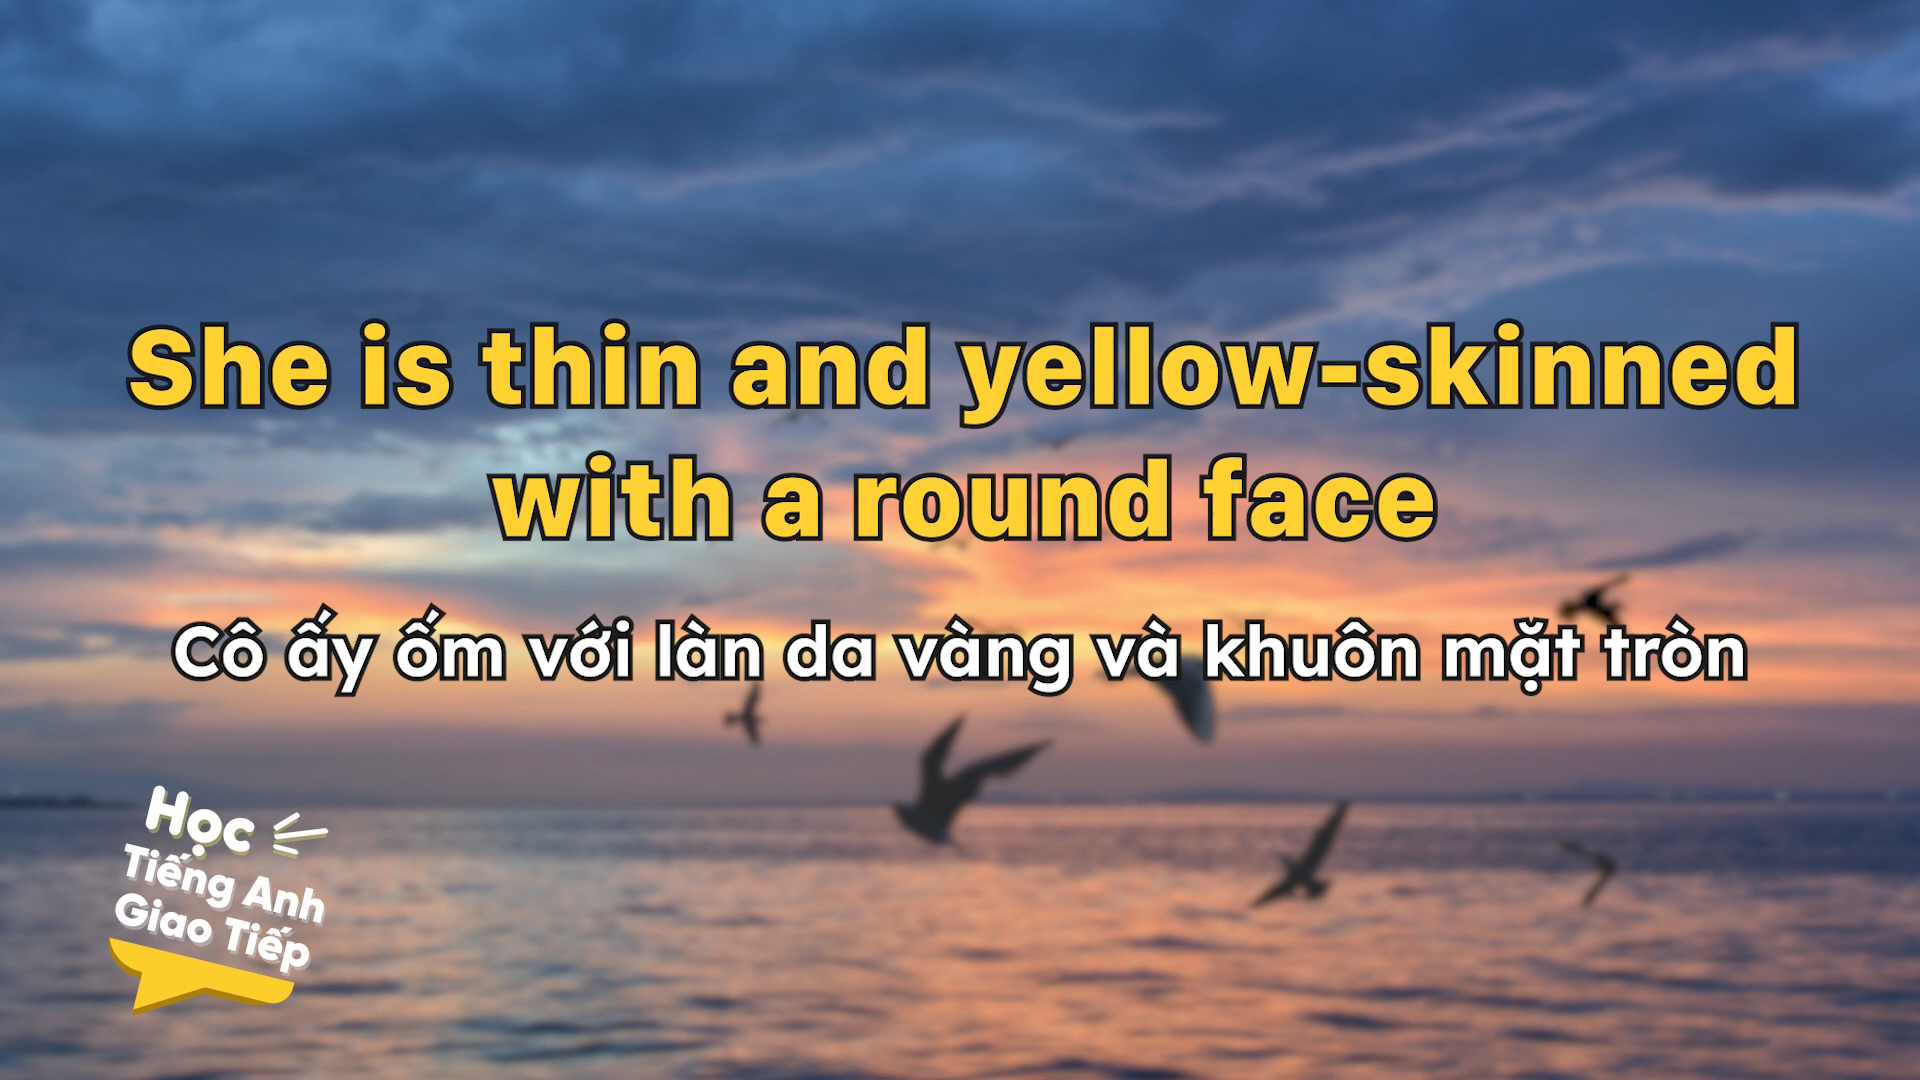 She is thin and yellow-skinned
with a round face
Cô ấy ốm với làn da vàng và khuôn mặt tròn
Học
Tiếng Anh
Giao Tiếp